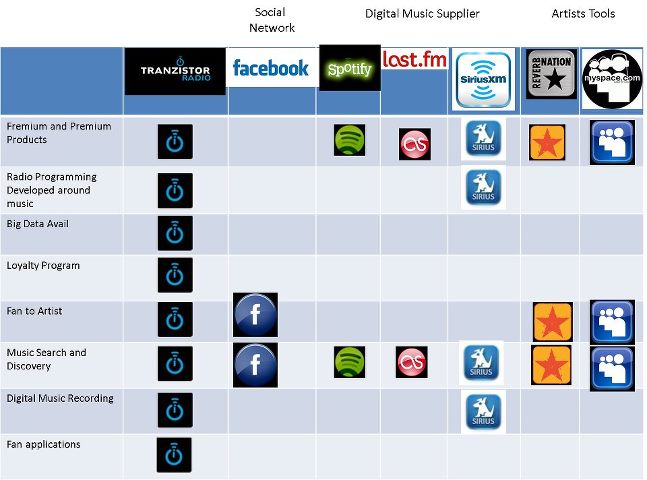 Social
Network
Digital Music Supplier
Artists Tools
TRANZISTOR
RADIO
facebook
Spotify
last.fm
SiriusXM
REVERB
NATION
myspace.com
Fremium and Premium
Products
SIRIUS
Radio Programming
Developed around
music
SIRIUS
Big Data Avail
Loyalty Program
Fan to Artist
f
Music Search and
Discovery
f
SIRIUS
Digital Music Recording
SIRIUS
Fan applications